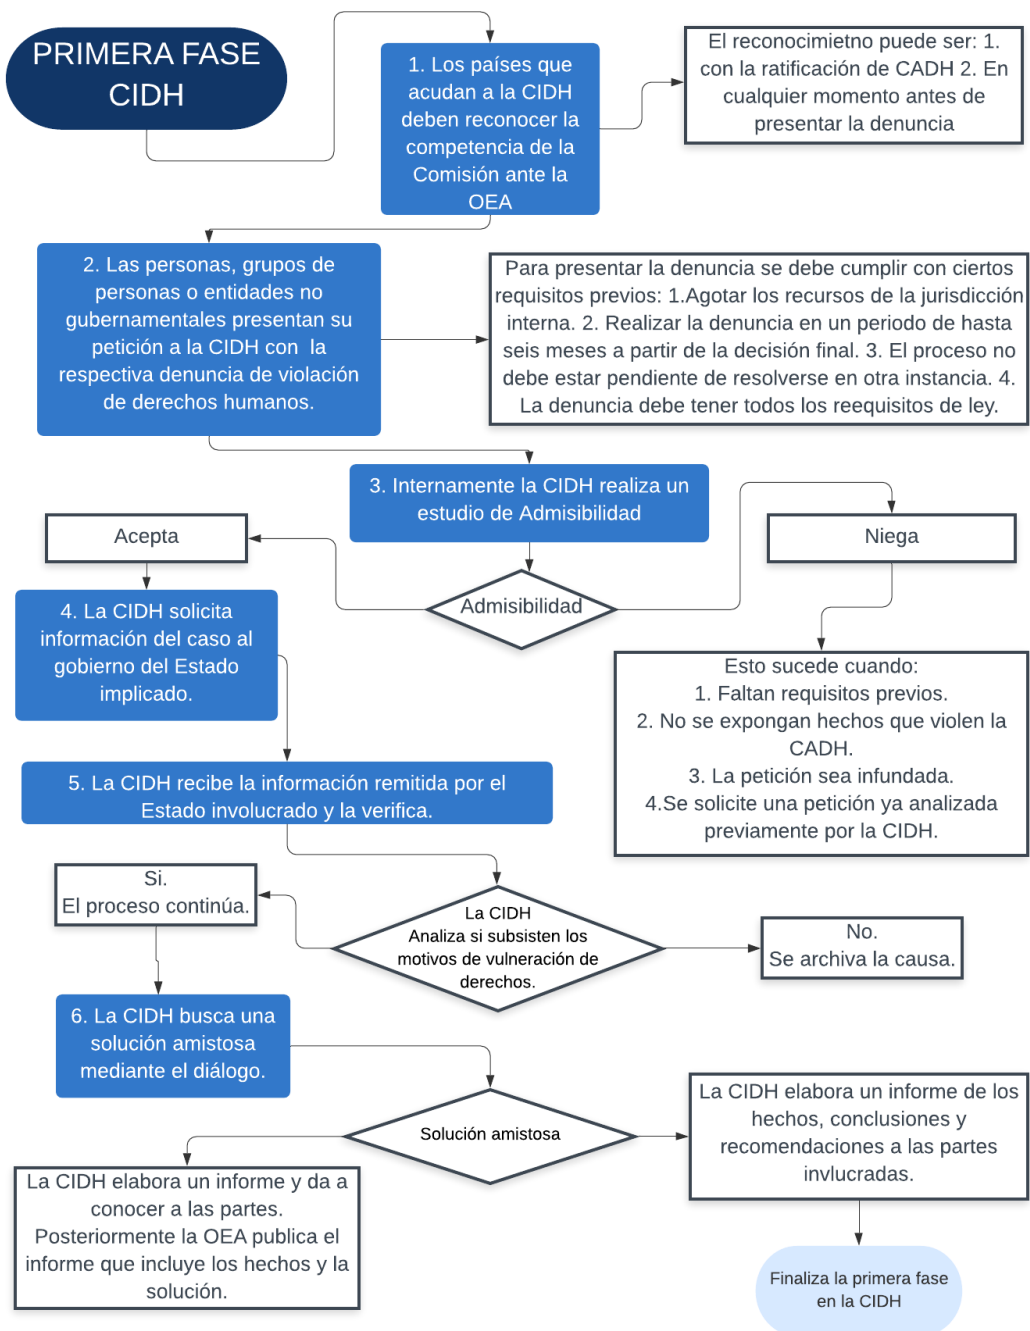 PRIMERA FASE
CIDH
1. Los países que
acudan a la CIDH
deben reconocer la
competencia de la
Comisión ante la
OEA
El reconocimietno puede ser: 1.
con la ratificación de CADH 2. En
cualquier momento antes de
presentar la denuncia
2. Las personas, grupos de
personas o entidades no
gubernamentales presentan su
petición a la CIDH con la
respectiva denuncia de violación
de derechos humanos.
Para presentar la denuncia se debe cumplir con ciertos
requisitos previos: 1.Agotar los recursos de la jurisdicción
interna. 2. Realizar la denuncia en un periodo de hasta
seis meses a partir de la decisión final. 3. El proceso no
debe estar pendiente de resolverse en otra instancia. 4.
La denuncia debe tener todos los reequisitos de ley.
3. Internamente la CIDH realiza un
estudio de Admisibilidad
Acepta
Niega
Admisibilidad
4. La CIDH solicita
información del caso al
gobierno del Estado
implicado.
Esto sucede cuando:
1. Faltan requisitos previos.
2. No se expongan hechos que violen la
CADH.
3. La petición sea infundada.
4.Se solicite una petición ya analizada
previamente por la CIDH.
5. La CIDH recibe la información remitida por el
Estado involucrado y la verifica.
Si.
El proceso continúa.
La CIDH
Analiza si subsisten los
motivos de vulneración de
derechos.
No.
Se archiva la causa.
6. La CIDH busca una
solución amistosa
mediante el diálogo.
Solución amistosa
La CIDH elabora un informe de los
hechos, conclusiones y
recomendaciones a las partes
invlucradas.
La CIDH elabora un informe y da a
conocer a las partes.
Posteriormente la OEA publica el
informe que incluye los hechos y la
solución.
Finaliza la primera fase
en la CIDH